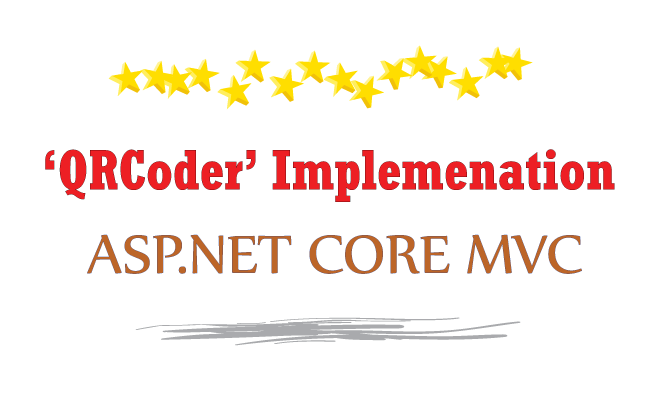 ‘QRCoder’ Implemenation
ASP.NET CORE MVC